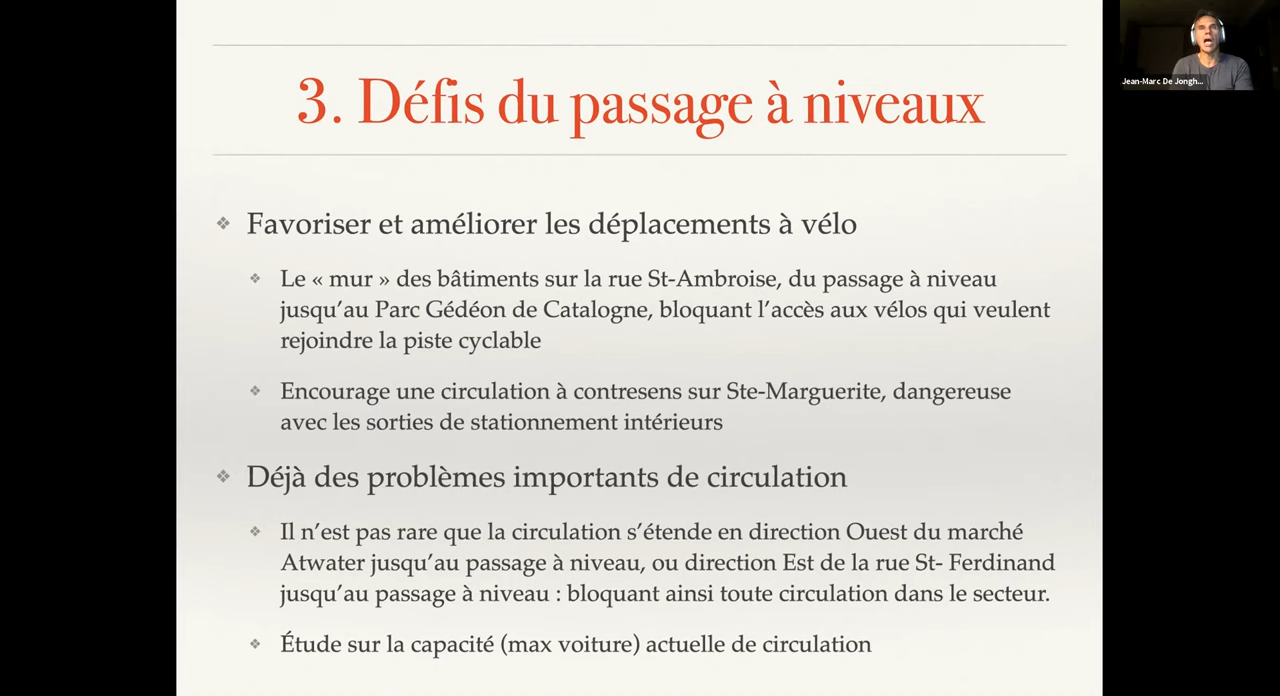 3. Défis du passage à niveaux
Favoriser et améliorer les déplacements à vélo
Le « mur » des bâtiments sur la rue St-Ambroise, du passage à niveau
jusqu’au Parc Gédéon de Catalogne, bloquant l’accès aux vélos qui veulent
rejoindre la piste cyclable
Encourage une circulation à contresens sur Ste-Marguerite, dangereuse
avec les sorties de stationnement intérieurs
Déjà des problèmes importants de circulation
Il n’est pas rare que la circulation s’étende en direction Ouest du marché
Atwater jusqu’au passage à niveau, ou direction Est de la rue St- Ferdinand
jusqu’au passage à niveau : bloquant ainsi toute circulation dans le secteur.
Étude sur la capacité (max voiture) actuelle de circulation
Jean-Marc De Jongh...